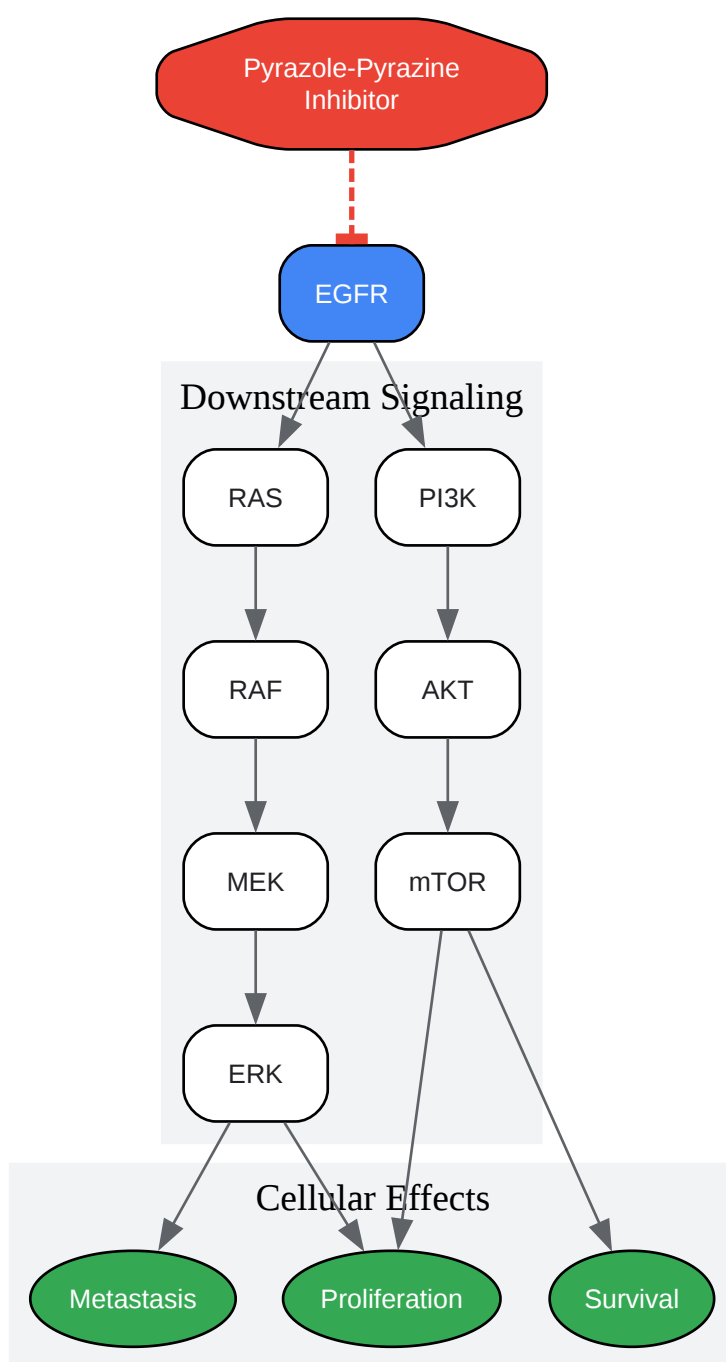 Pyrazole-Pyrazine
Inhibitor
EGFR
Downstream Signaling
RAS
PI3K
RAF
AKT
MEK
mTOR
ERK
Cellular Effects
Metastasis
Proliferation
Survival